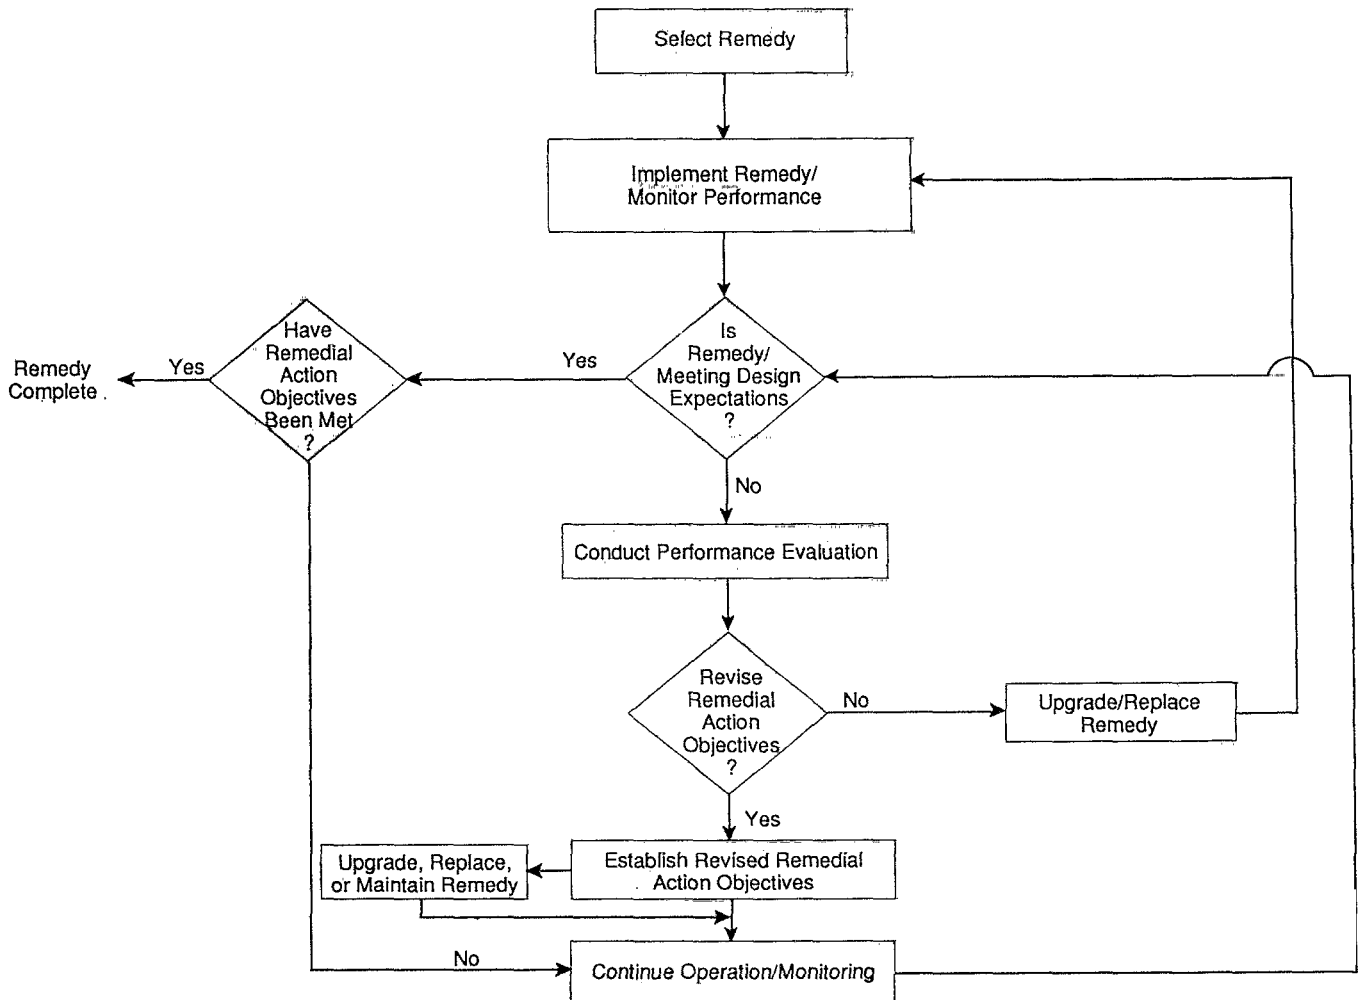 Select Remedy
Implement Remedy/
Monitor Performance
Is
Remedy/
Meeting Design
Expectations
?
Yes
Have
Remedial
Action
Objectives
Been Met
?
Yes
Remedy
Complete
No
Conduct Performance Evaluation
Revise
Remedial
Action
Objectives
?
No
Upgrade/Replace
Remedy
Yes
Establish Revised Remedial
Action Objectives
Upgrade, Replace,
or Maintain Remedy
No
Continue Operation/Monitoring